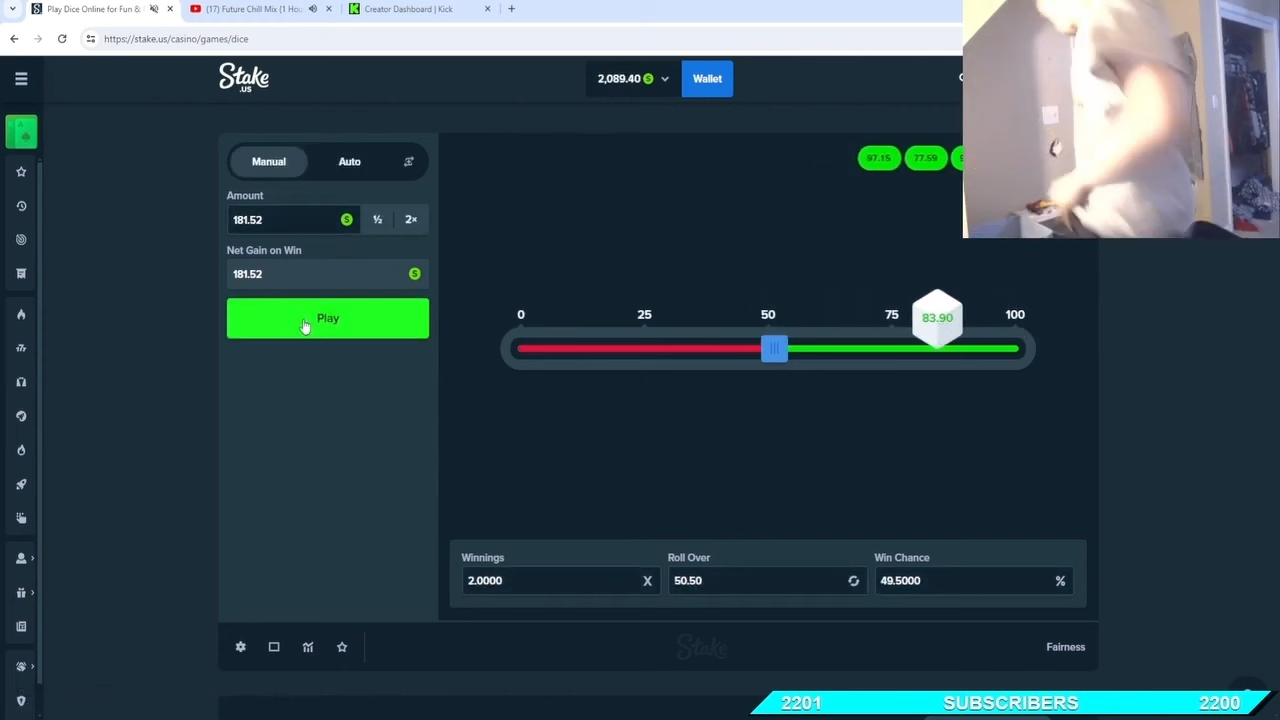 Play Dice Online for Fun &
(17) Future Chill Mix (1 Hou
Creator Dashboard | Kick
https://stake.us/casino/games/dice
Stake
.US
2,089.40
Wallet
Manual
Auto
97.15
77.59
Amount
181.52
½
2×
Net Gain on Win
181.52
Play
0
25
50
75
100
83.90
Winnings
Roll Over
Win Chance
2.0000
X
50.50
49.5000
%
Stake
Fairness
2201
SUBSCRIBERS
2200